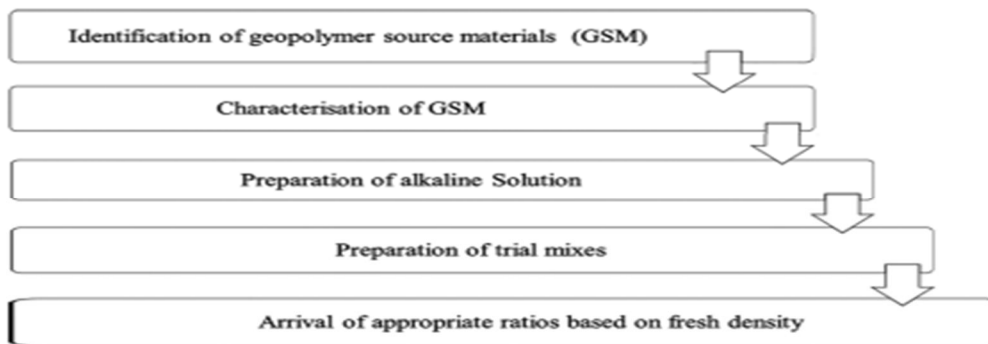 Identification of geopolymer source materials (GSM)
Characterisation of GSM
Preparation of alkaline Solution
Preparation of trial mixes
Arrival of appropriate ratios based on fresh density